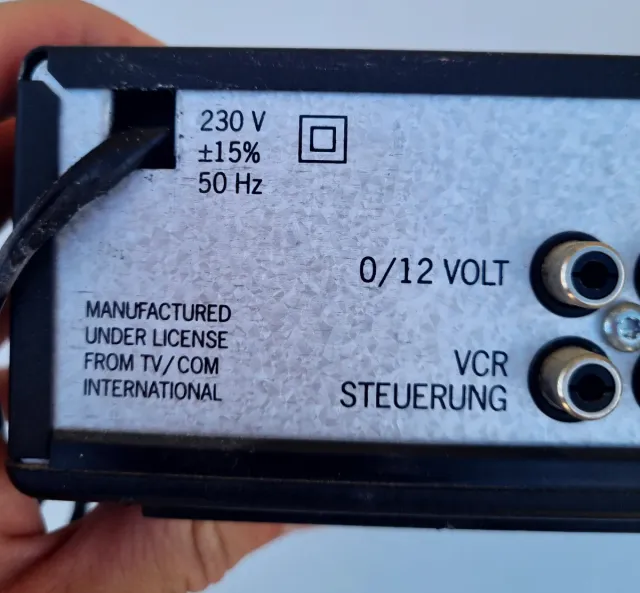 230 V
±15%
50 Hz
0/12 VOLT
MANUFACTURED
UNDER LICENSE
FROM TV/COM
INTERNATIONAL
VCR
STEUERUNG